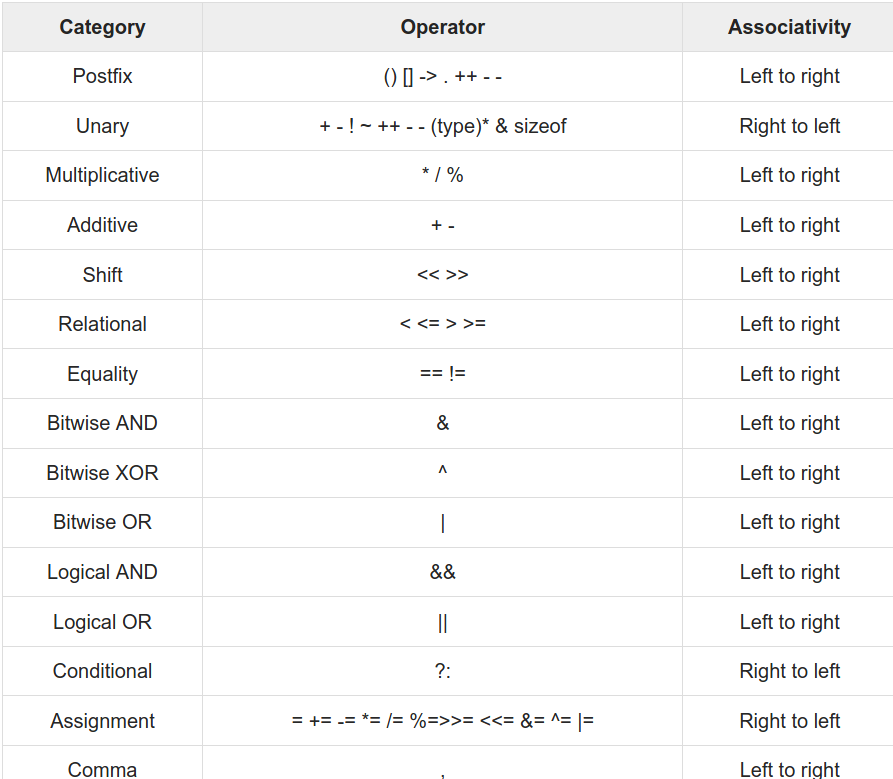 Category Operator Associativity
Postfix () [] -> . ++ - - Left to right
Unary + - ! ~ ++ - - (type)* & sizeof Right to left
Multiplicative * / % Left to right
Additive + - Left to right
Shift << >> Left to right
Relational < <= > >= Left to right
Equality == != Left to right
Bitwise AND & Left to right
Bitwise XOR ^ Left to right
Bitwise OR | Left to right
Logical AND && Left to right
Logical OR || Left to right
Conditional ?: Right to left
Assignment = += -= *= /= %=>>= <<= &= ^= |= Right to left
Comma , Left to right